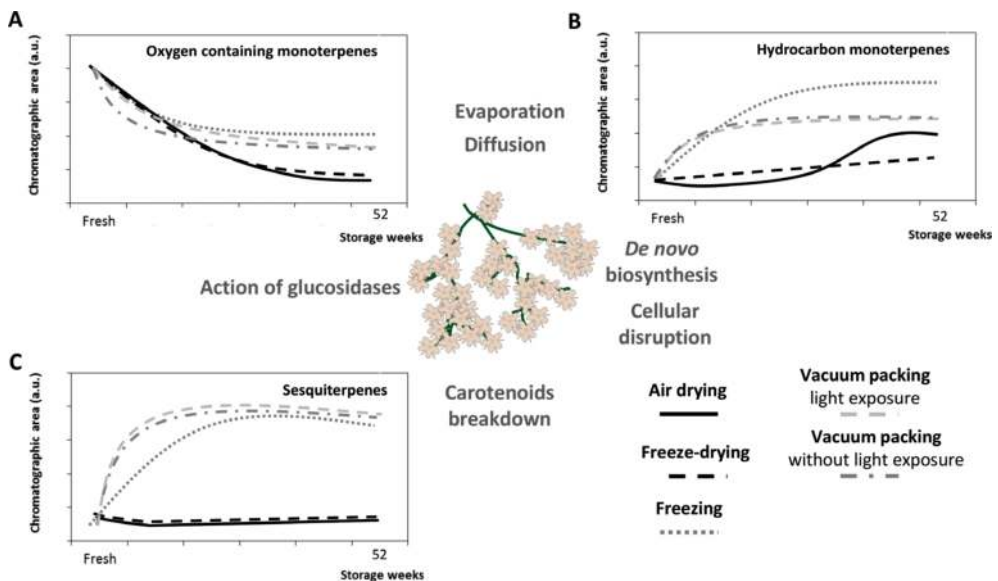 A
Oxygen containing monoterpenes
Chromatographic area (a.u.)
Fresh
52
Storage weeks
B
Hydrocarbon monoterpenes
Chromatographic area (a.u.)
Fresh
52
Storage weeks
Evaporation
Diffusion
Action of glucosidases
De novo
biosynthesis
Cellular
disruption
Carotenoids
breakdown
C
Sesquiterpenes
Chromatographic area (a.u.)
Fresh
52
Storage weeks
Air drying
Freeze-drying
Freezing
Vacuum packing
light exposure
Vacuum packing
without light exposure